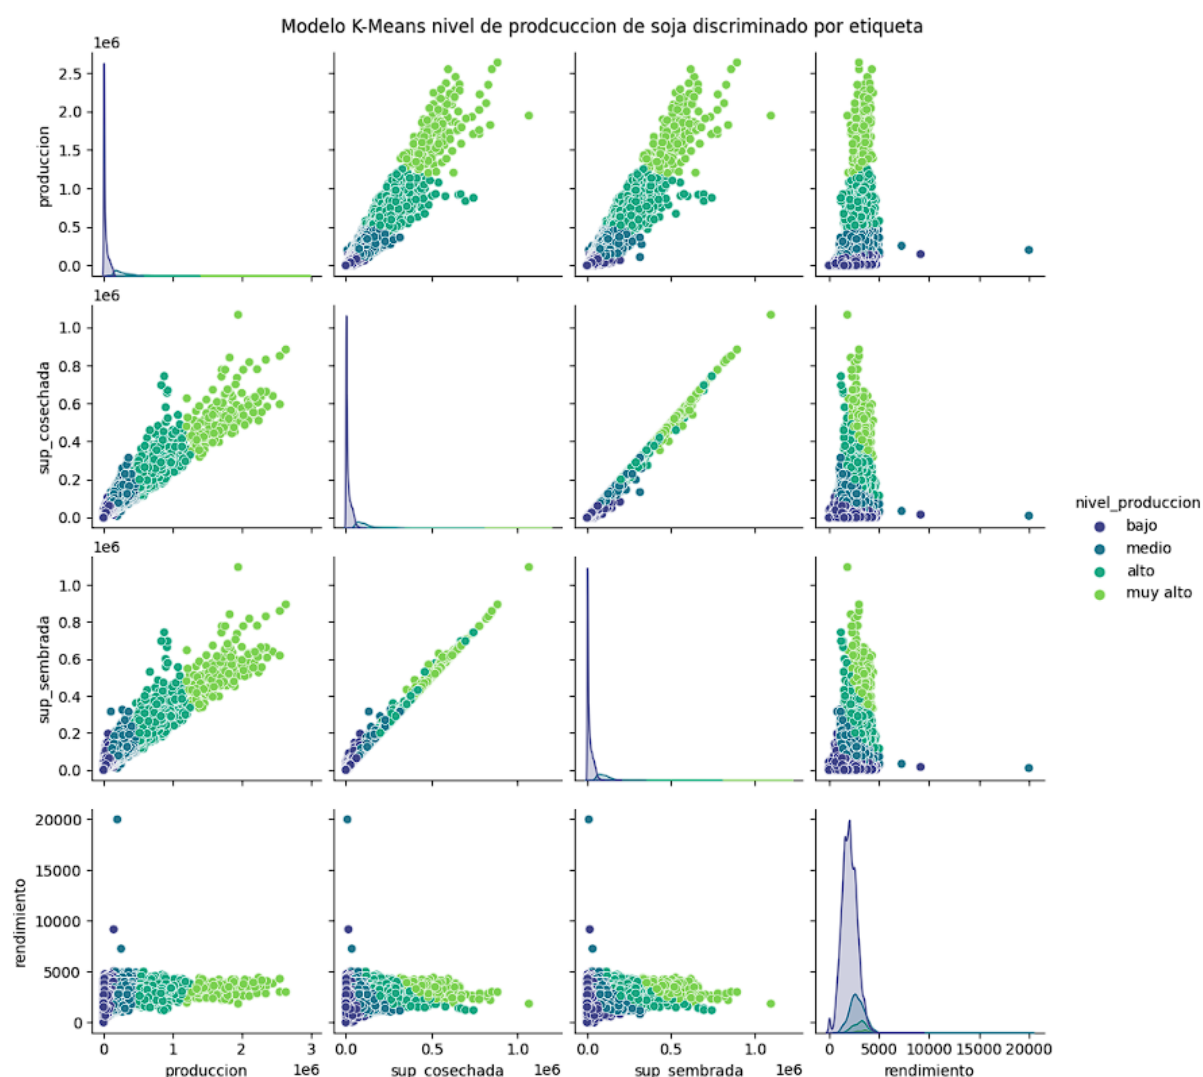 Modelo K-Means nivel de prodcuccion de soja discriminado por etiqueta
1e6
2.5
2.0
1.5
1.0
0.5
0.0
produccion
1e6
1.0
0.8
0.6
0.4
0.2
0.0
sup_cosechada
nivel_produccion
bajo
medio
alto
muy alto
1e6
1.0
0.8
0.6
0.4
0.2
0.0
sup_sembrada
20000
15000
10000
5000
0
rendimiento
0 1 2 3 0.0 0.5 1.0 0.0 0.5 1.0 0 5000 10000 15000 20000
produccion 1e6 sup_cosechada 1e6 sup_sembrada 1e6 rendimiento